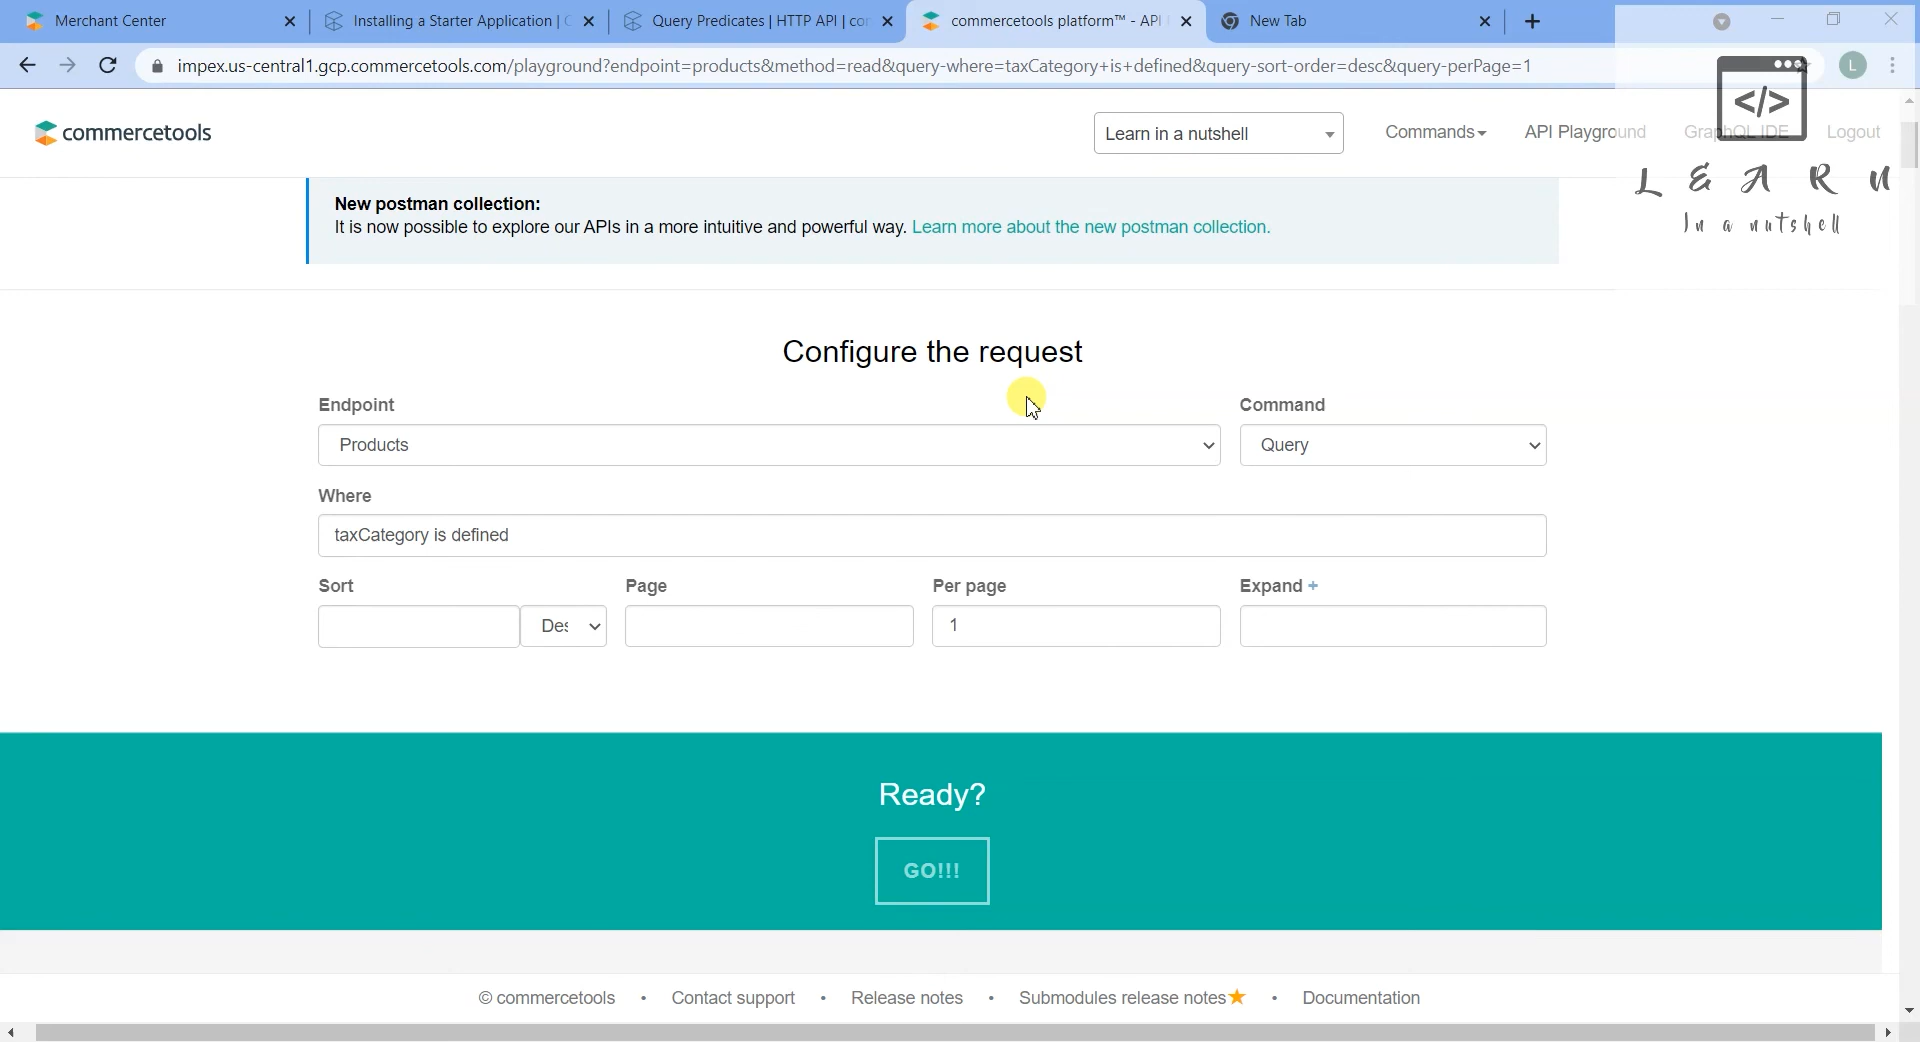 Merchant Center
Installing a Starter Application | C
Query Predicates | HTTP API | co
commercetools platform™ - API
New Tab
impex.us-central1.gcp.commercetools.com/playground?endpoint=products&method=read&query-where=taxCategory+is+defined&query-sort-order=desc&query-perPage=1
L
</>
commercetools
Learn in a nutshell
Commands
API Playground
GraphQL IDE
Logout
LEARN
In a nutshell
New postman collection:
It is now possible to explore our APIs in a more intuitive and powerful way. Learn more about the new postman collection.
Configure the request
Endpoint
Command
Products
Query
Where
taxCategory is defined
Sort
Page
Per page
Expand +
Des
1
Ready?
GO!!!
© commercetools • Contact support • Release notes • Submodules release notes • Documentation